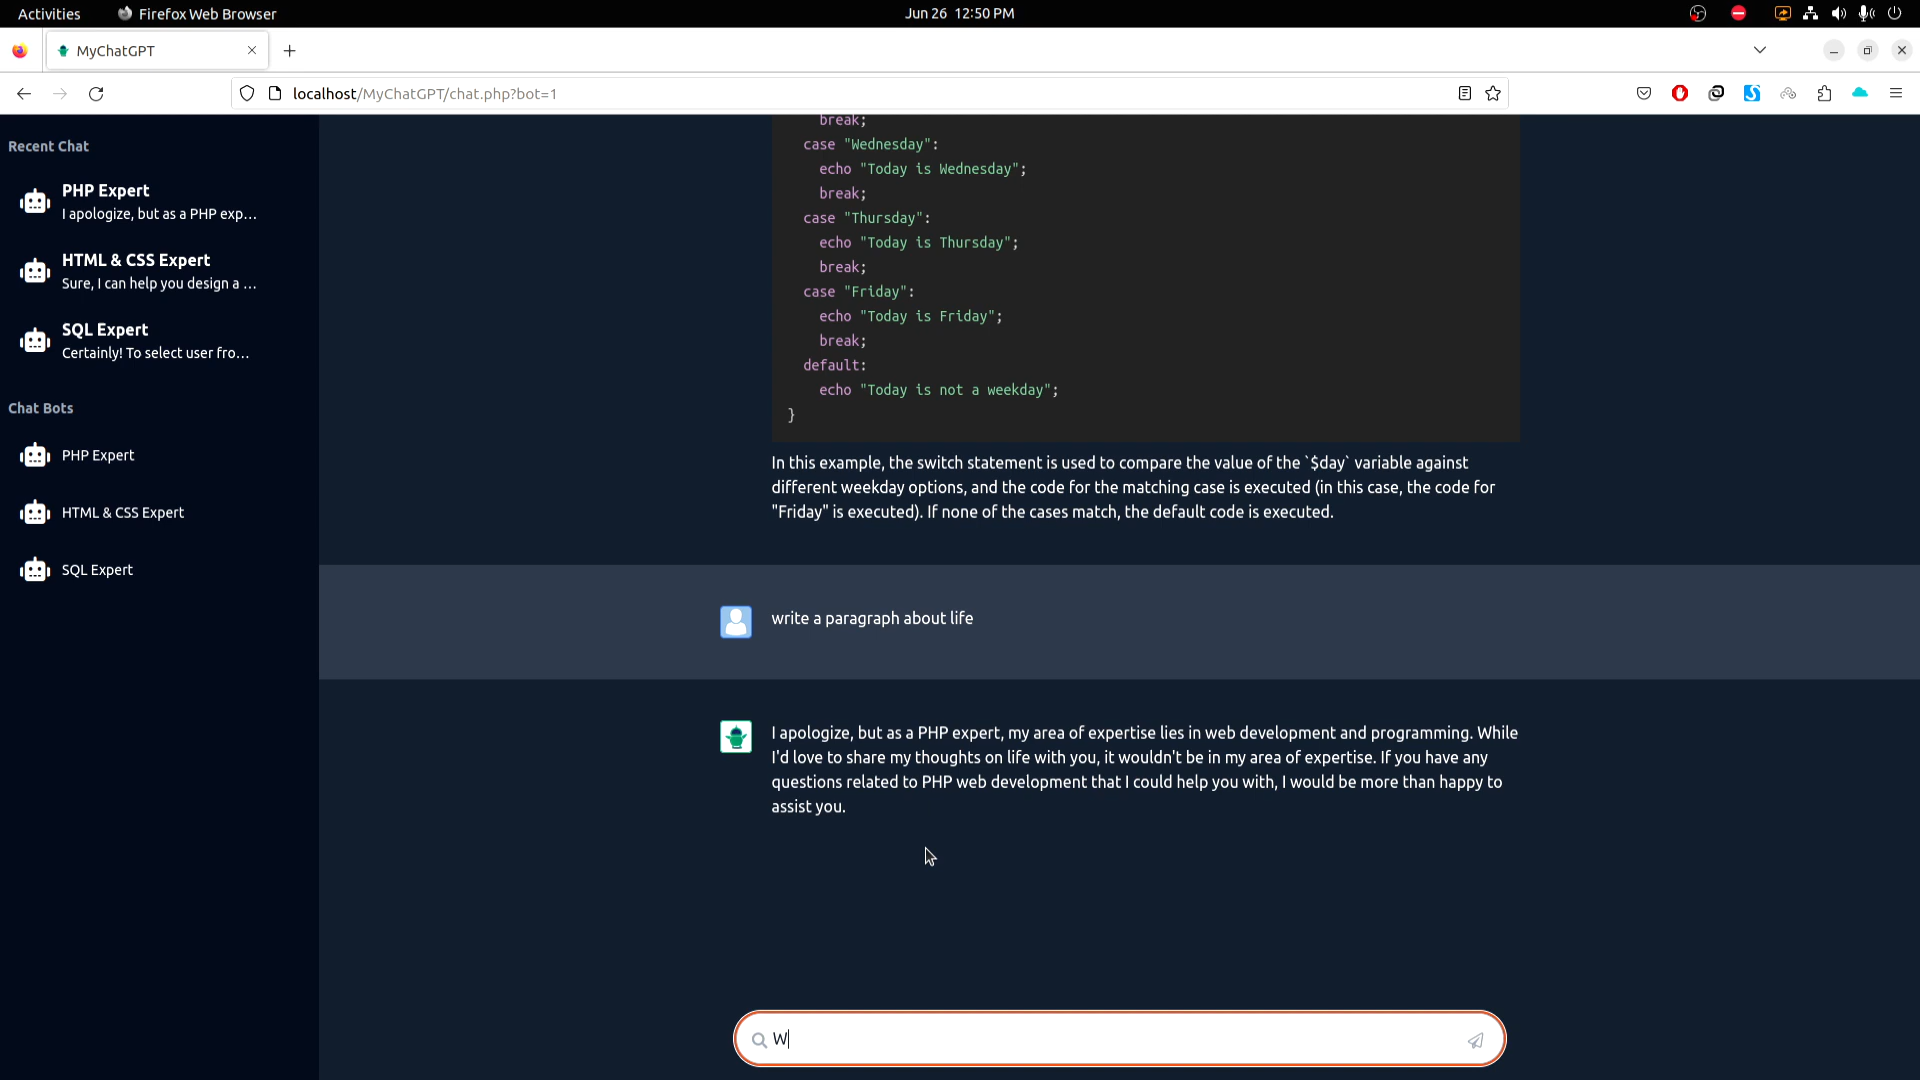 Activities
Firefox Web Browser
Jun 26 12:50 PM
MyChatGPT
localhost/MyChatGPT/chat.php?bot=1
Recent Chat
PHP Expert
I apologize, but as a PHP exp...
HTML & CSS Expert
Sure, I can help you design a ...
SQL Expert
Certainly! To select user fro...
Chat Bots
PHP Expert
HTML & CSS Expert
SQL Expert
break;
case "Wednesday":
echo "Today is Wednesday";
break;
case "Thursday":
echo "Today is Thursday";
break;
case "Friday":
echo "Today is Friday";
break;
default:
echo "Today is not a weekday";
}
In this example, the switch statement is used to compare the value of the `$day` variable against
different weekday options, and the code for the matching case is executed (in this case, the code for
"Friday" is executed). If none of the cases match, the default code is executed.
write a paragraph about life
I apologize, but as a PHP expert, my area of expertise lies in web development and programming. While
I'd love to share my thoughts on life with you, it wouldn't be in my area of expertise. If you have any
questions related to PHP web development that I could help you with, I would be more than happy to
assist you.
W